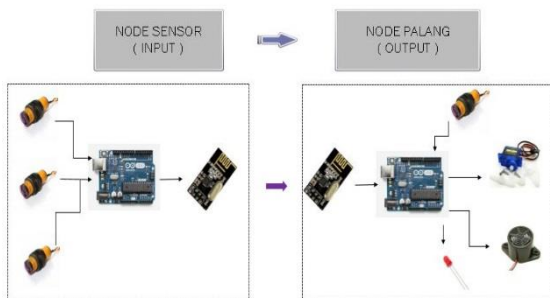 NODE SENSOR
( INPUT )
NODE PALANG
( OUTPUT )